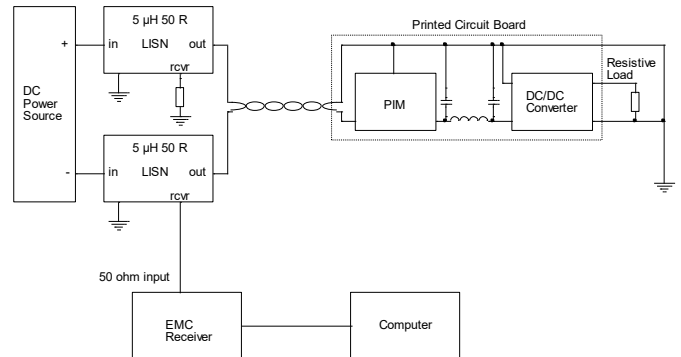 Printed Circuit Board
5 µH 50 R
LISN
in
out
rcvr
+
DC
Power
Source
-
5 µH 50 R
LISN
in
out
rcvr
PIM
DC/DC
Converter
Resistive
Load
50 ohm input
EMC
Receiver
Computer